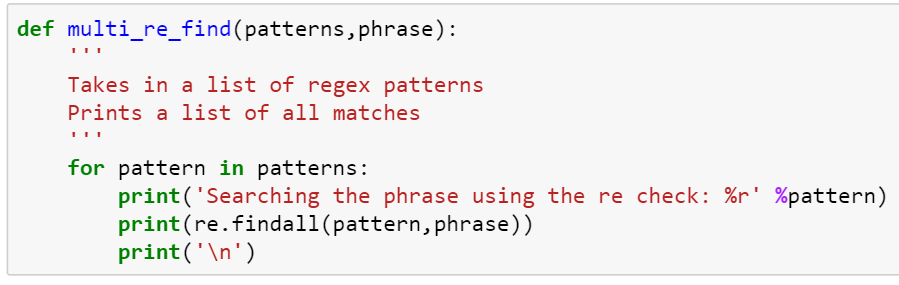 def multi_re_find(patterns,phrase):
    '''
    Takes in a list of regex patterns
    Prints a list of all matches
    '''
    for pattern in patterns:
        print('Searching the phrase using the re check: %r' %pattern)
        print(re.findall(pattern,phrase))
        print('\n')